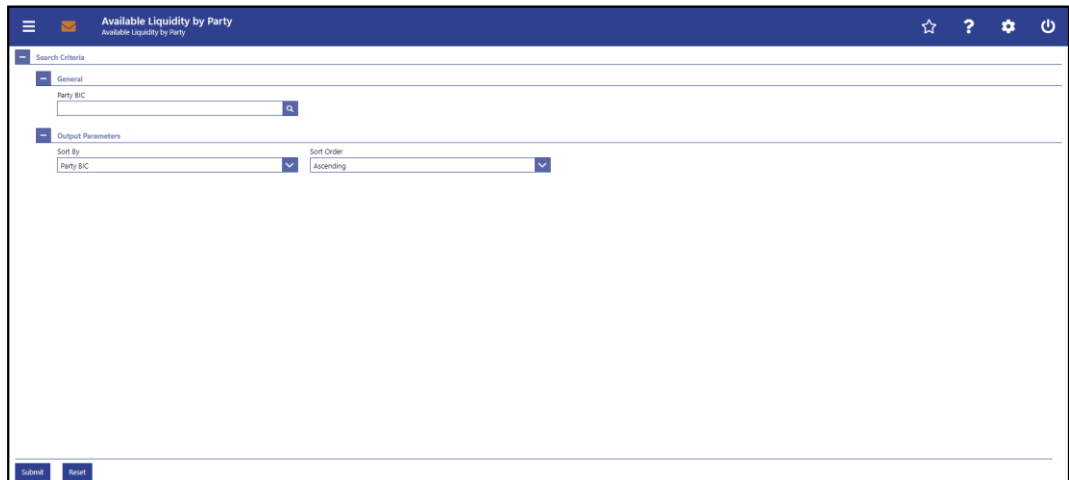 Available Liquidity by Party
Available Liquidity by Party
?
Search Criteria
General
Party BIC
Output Parameters
Sort By Sort Order
Party BIC Ascending
Submit Reset